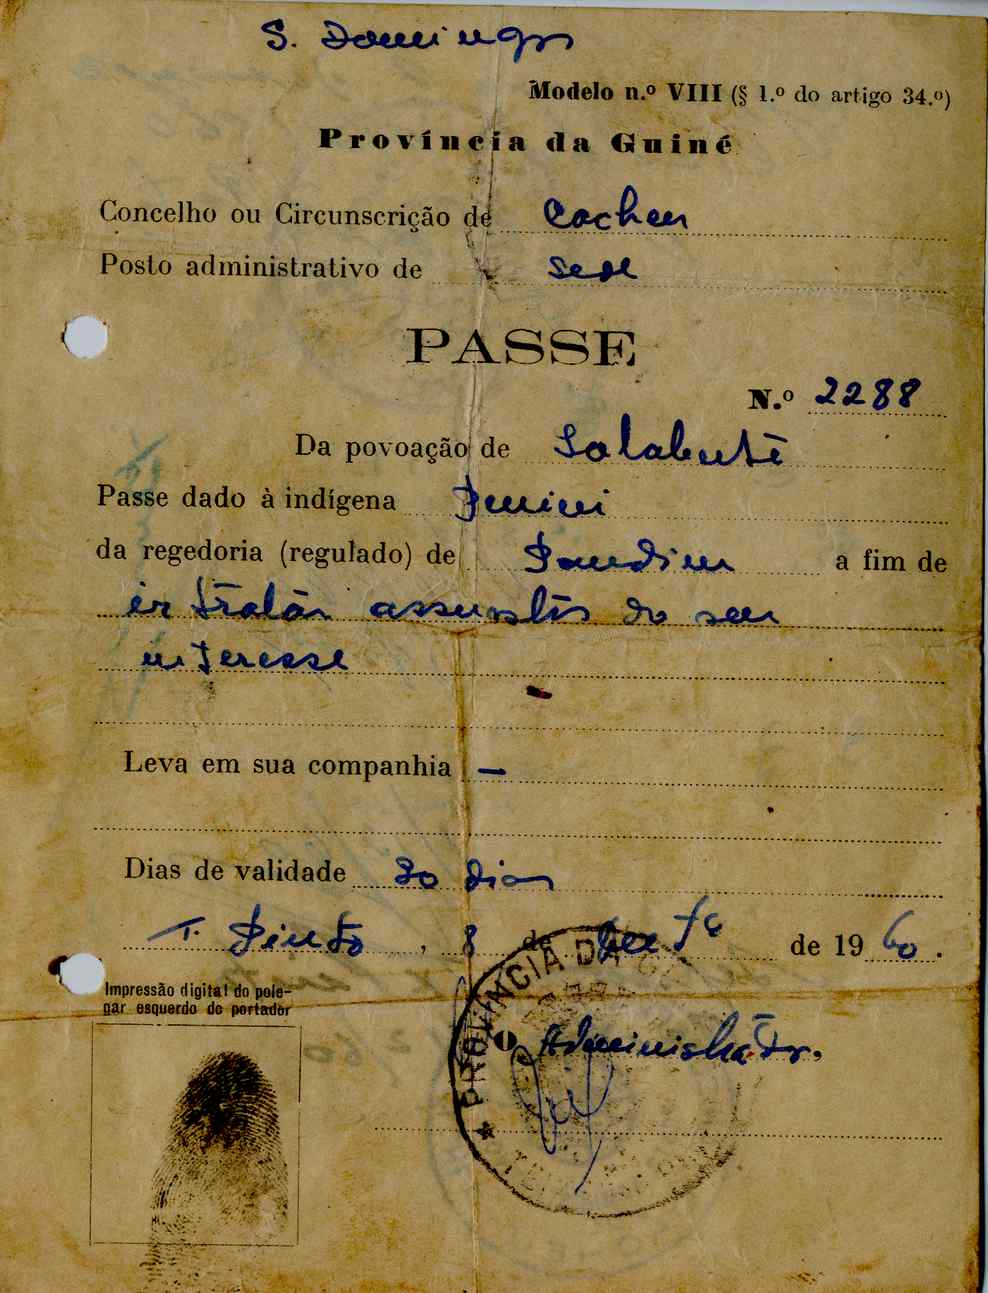 S. Domingos
Modelo n.º VIII (§ 1.º do artigo 34.º)
Província da Guiné
Concelho ou Circunscrição de Cacheu
Posto administrativo de Sede
PASSE
N.º 2288
Da povoação de
Passe dado à indígena
da regedoria (regulado) de Pandim a fim de
ir tratar assuntos do seu
interesse
Leva em sua companhia —
Dias de validade 30 dias
T. Pinto, 8 de de 1960.
Impressão digital do pole-
gar esquerdo do portador
PROVÍNCIA DA
O Administrador,